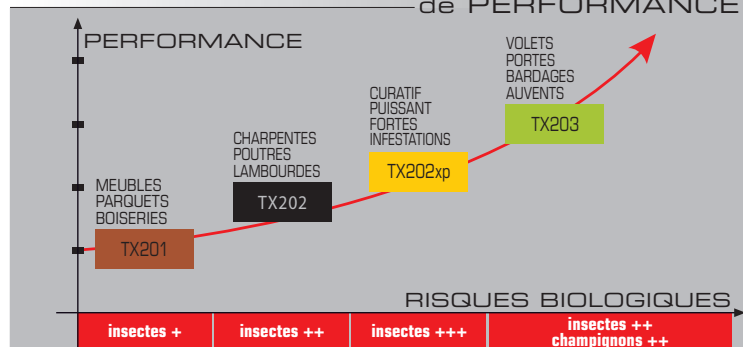 de PERFORMANCE
PERFORMANCE
VOLETS
PORTES
BARDAGES
AUVENTS
TX203
CURATIF
PUISSANT
FORTES
INFESTATIONS
TX202xp
CHARPENTES
POUTRES
LAMBOURDES
TX202
MEUBLES
PARQUETS
BOISERIES
TX201
RISQUES BIOLOGIQUES
insectes +
insectes ++
insectes +++
insectes ++
champignons ++